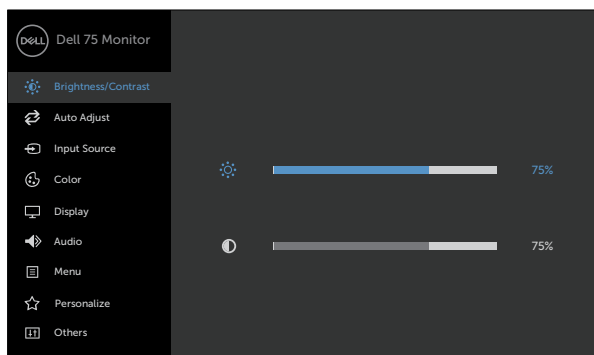 DELL
Dell 75 Monitor
Brightness/Contrast
Auto Adjust
Input Source
Color
Display
Audio
Menu
Personalize
Others
75%
75%